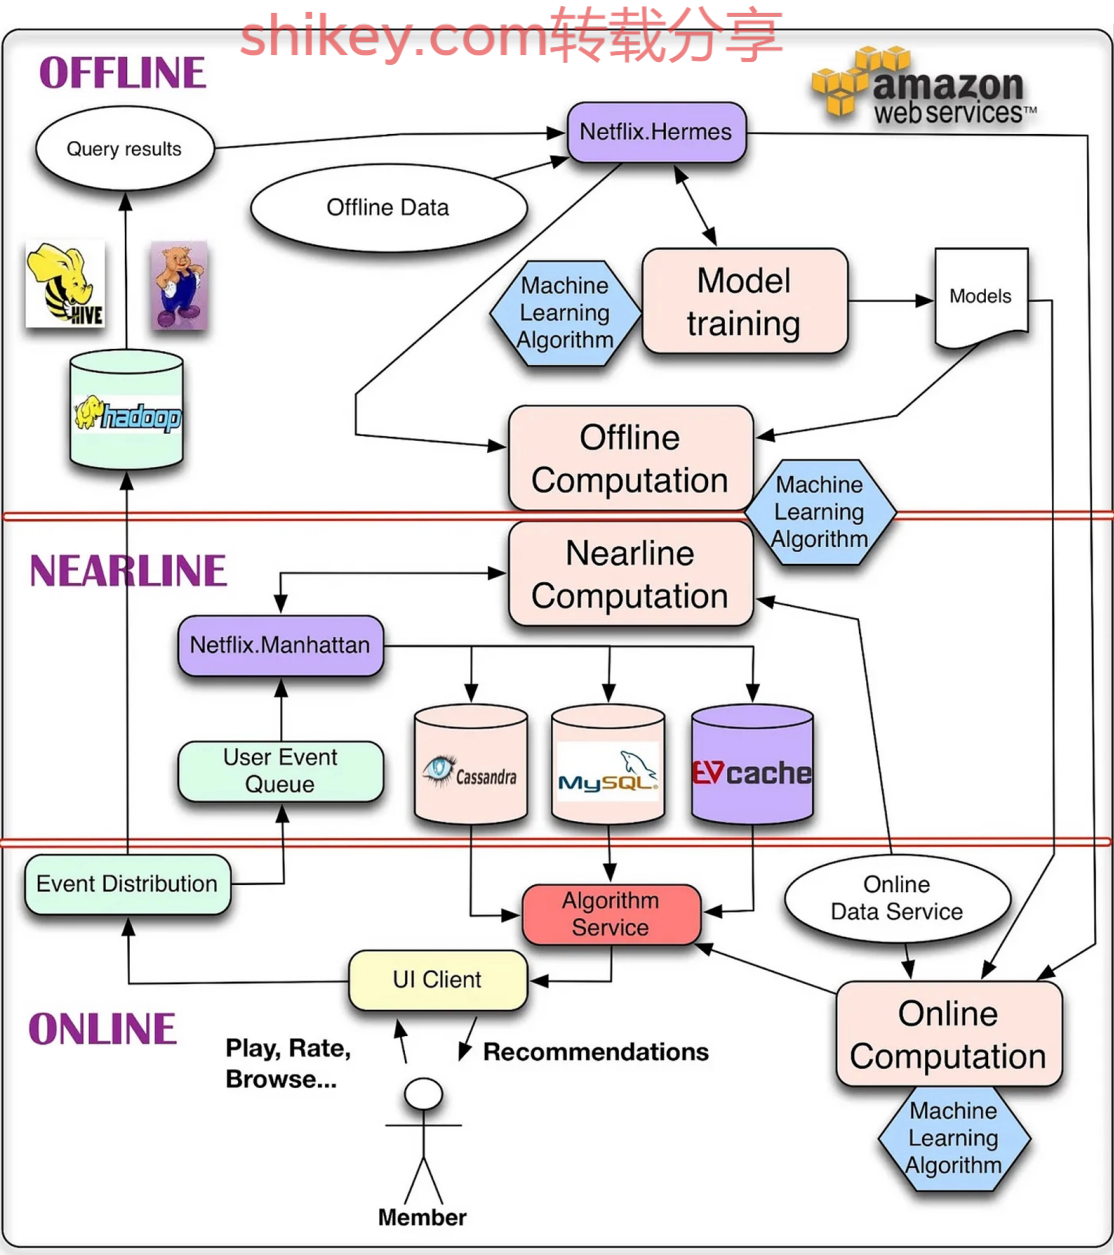 shikey.com转载分享
OFFLINE
amazon
web services™
Query results
Netflix.Hermes
Offline Data
HIVE
Machine
Learning
Algorithm
Model
training
Models
hadoop
Offline
Computation
Machine
Learning
Algorithm
NEARLINE
Nearline
Computation
Netflix.Manhattan
User Event
Queue
Cassandra
MySQL®
EVcache
Event Distribution
Algorithm
Service
Online
Data Service
UI Client
ONLINE
Play, Rate,
Browse...
Recommendations
Online
Computation
Machine
Learning
Algorithm
Member